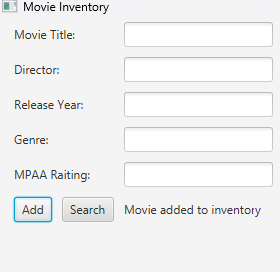 Movie Inventory
Movie Title:
Director:
Release Year:
Genre:
MPAA Raiting:
Add Search Movie added to inventory